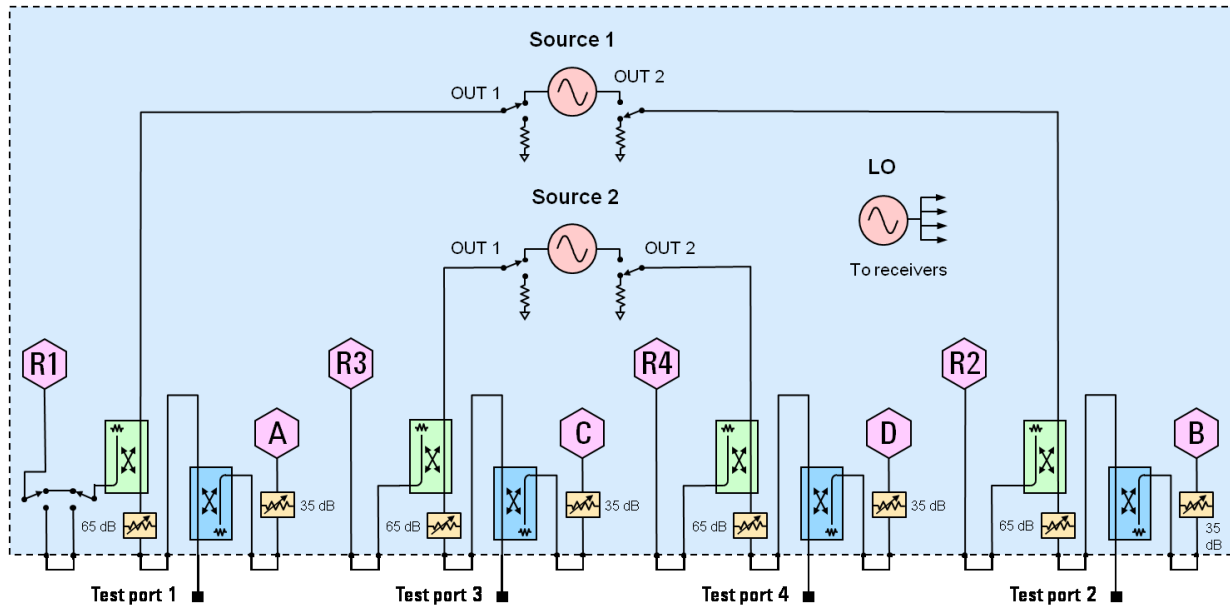 Source 1
OUT 1
OUT 2
LO
Source 2
OUT 1
OUT 2
To receivers
R1
R3
R4
R2
A
C
D
B
65 dB
35 dB
65 dB
35 dB
65 dB
35 dB
65 dB
35
dB
Test port 1
Test port 3
Test port 4
Test port 2